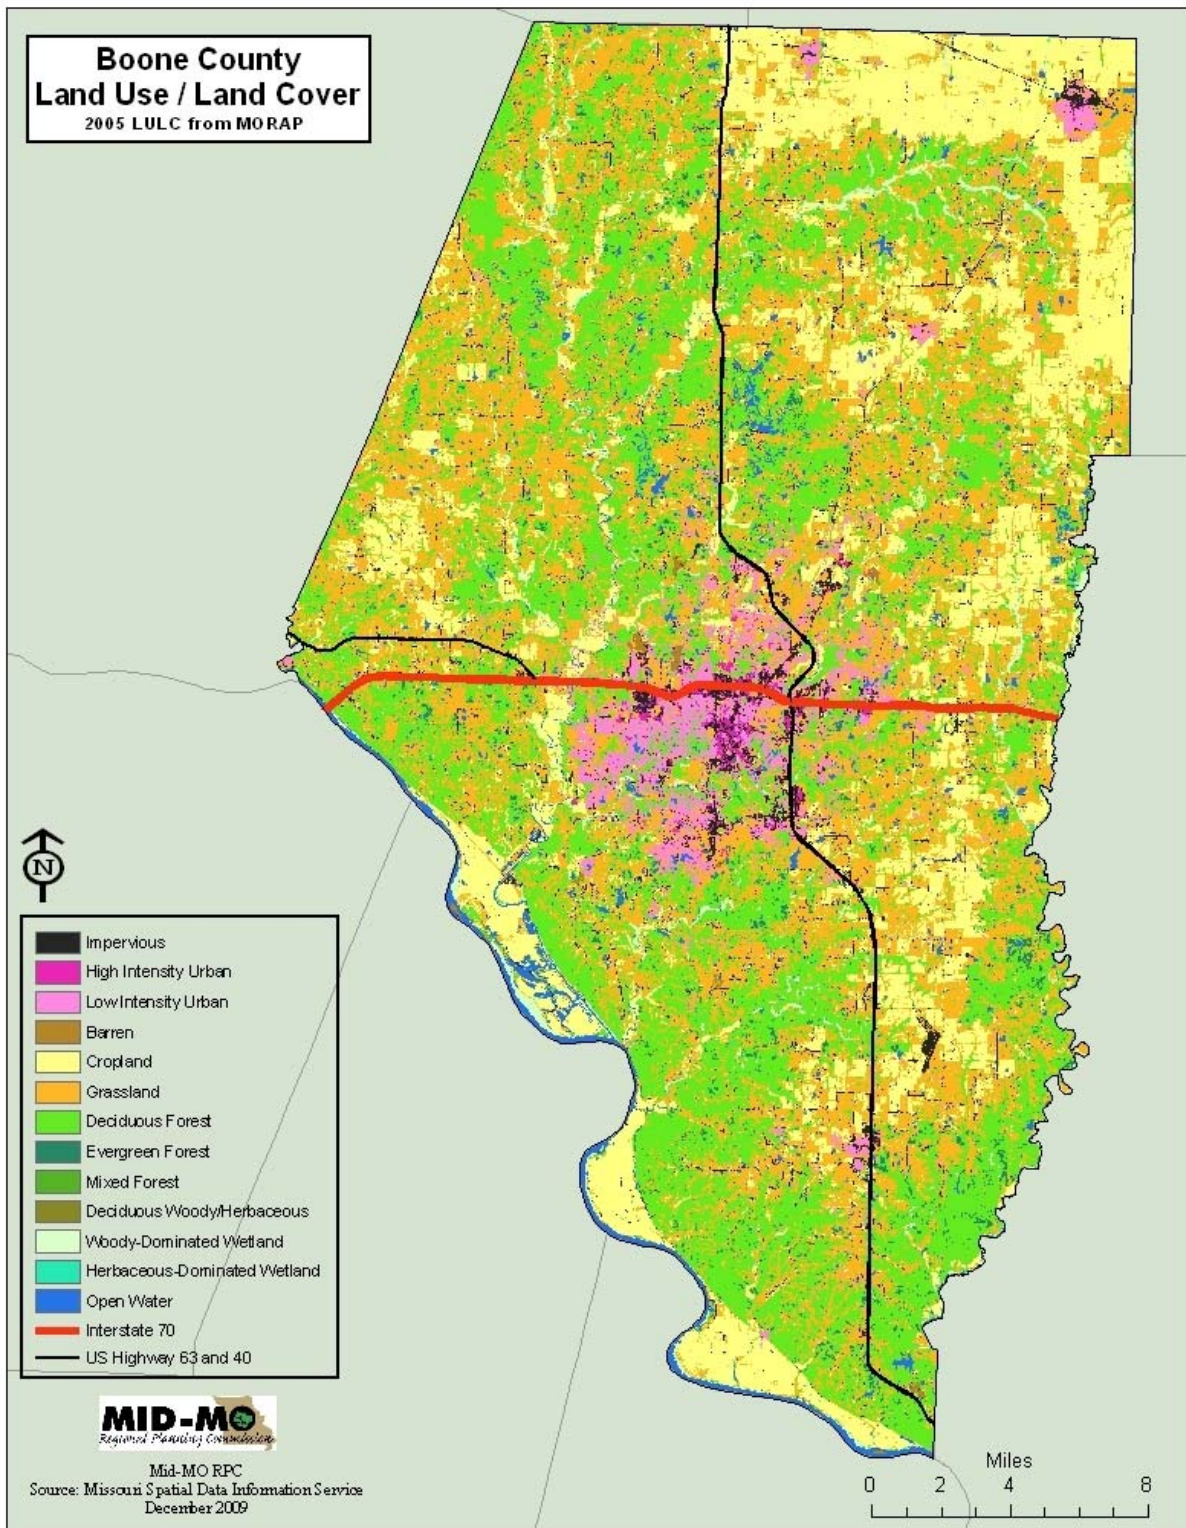 Boone County
Land Use / Land Cover
2005 LULC from MORAP
N
Impervious
High Intensity Urban
Low Intensity Urban
Barren
Cropland
Grassland
Deciduous Forest
Evergreen Forest
Mixed Forest
Deciduous Woody/Herbaceous
Woody-Dominated Wetland
Herbaceous-Dominated Wetland
Open Water
Interstate 70
US Highway 63 and 40
MID-MO
Regional Planning Commission
Mid-MO RPC
Source: Missouri Spatial Data Information Service
December 2009
Miles
0 2 4 8